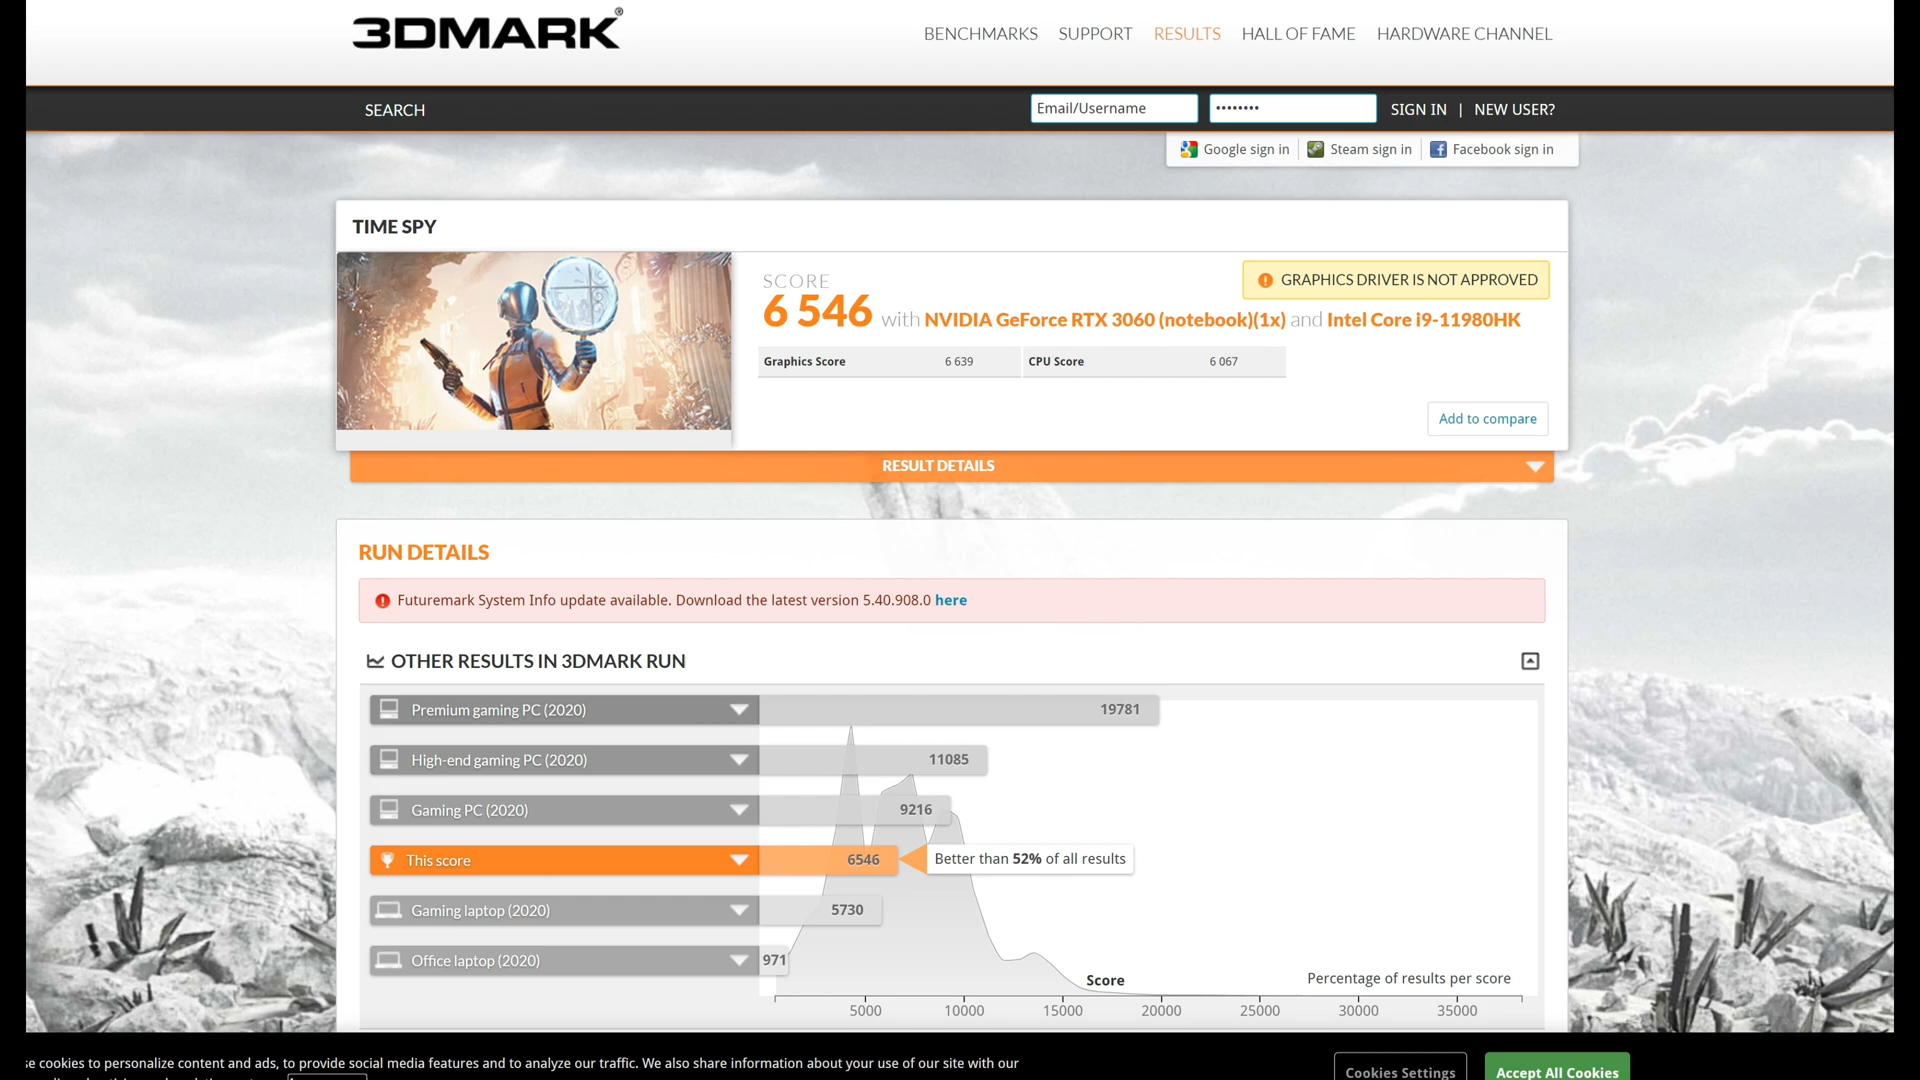 3DMARK®
BENCHMARKS SUPPORT RESULTS HALL OF FAME HARDWARE CHANNEL
SEARCH
Email/Username
••••••••
SIGN IN | NEW USER?
Google sign in
Steam sign in
Facebook sign in
TIME SPY
SCORE
GRAPHICS DRIVER IS NOT APPROVED
6 546 with NVIDIA GeForce RTX 3060 (notebook)(1x) and Intel Core i9-11980HK
Graphics Score 6 639 CPU Score 6 067
Add to compare
RESULT DETAILS
RUN DETAILS
Futuremark System Info update available. Download the latest version 5.40.908.0 here
OTHER RESULTS IN 3DMARK RUN
Premium gaming PC (2020) 19781
High-end gaming PC (2020) 11085
Gaming PC (2020) 9216
This score 6546 Better than 52% of all results
Gaming laptop (2020) 5730
Office laptop (2020) 971
Score
Percentage of results per score
5000 10000 15000 20000 25000 30000 35000
se cookies to personalize content and ads, to provide social media features and to analyze our traffic. We also share information about your use of our site with our
Cookies Settings
Accept All Cookies